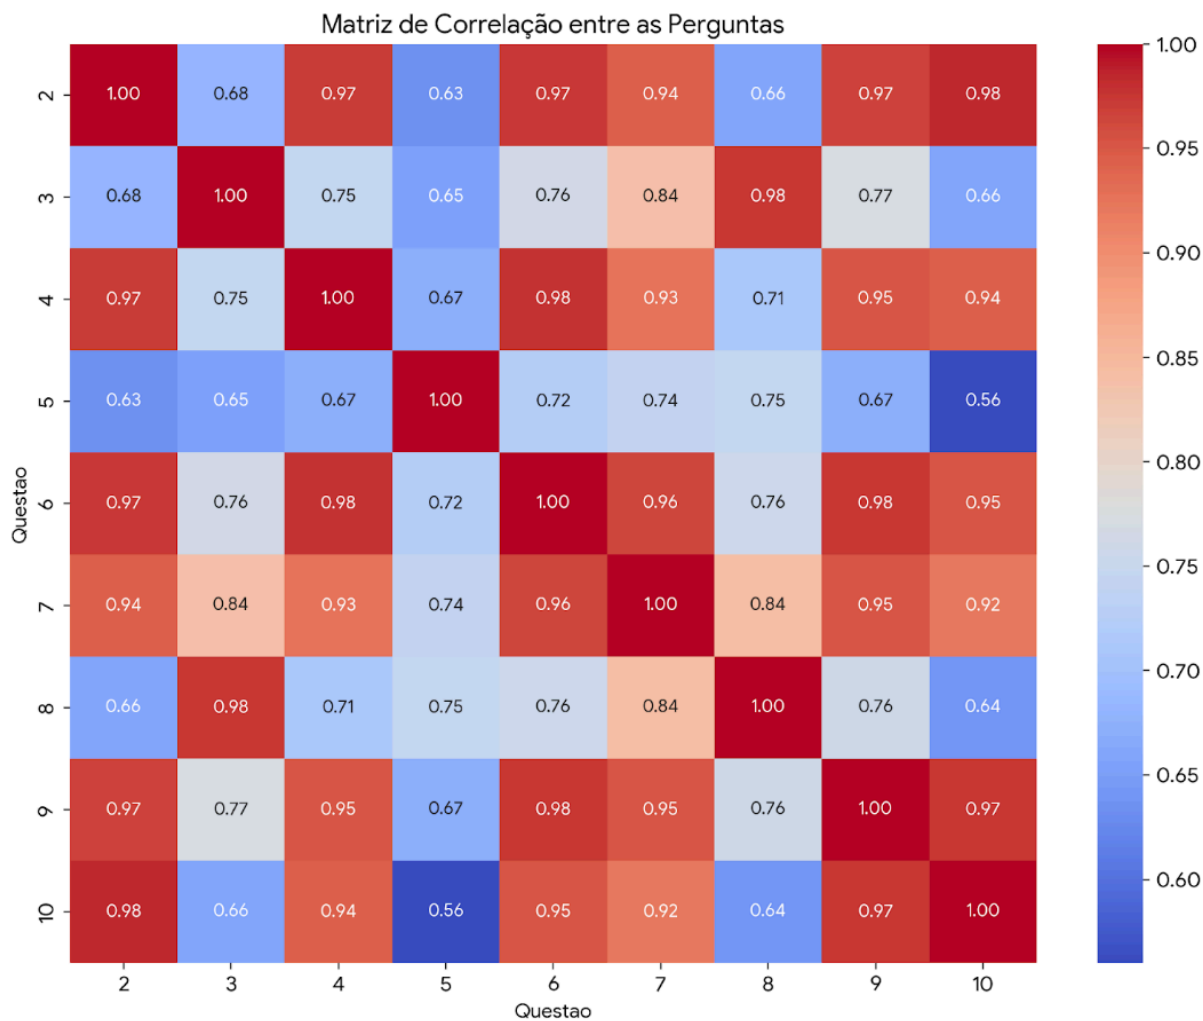 Matriz de Correlação entre as Perguntas
2 1.00 0.68 0.97 0.63 0.97 0.94 0.66 0.97 0.98
3 0.68 1.00 0.75 0.65 0.76 0.84 0.98 0.77 0.66
4 0.97 0.75 1.00 0.67 0.98 0.93 0.71 0.95 0.94
5 0.63 0.65 0.67 1.00 0.72 0.74 0.75 0.67 0.56
6 0.97 0.76 0.98 0.72 1.00 0.96 0.76 0.98 0.95
7 0.94 0.84 0.93 0.74 0.96 1.00 0.84 0.95 0.92
8 0.66 0.98 0.71 0.75 0.76 0.84 1.00 0.76 0.64
9 0.97 0.77 0.95 0.67 0.98 0.95 0.76 1.00 0.97
10 0.98 0.66 0.94 0.56 0.95 0.92 0.64 0.97 1.00
2 3 4 5 6 7 8 9 10
Questao
Questao
1.00
0.95
0.90
0.85
0.80
0.75
0.70
0.65
0.60